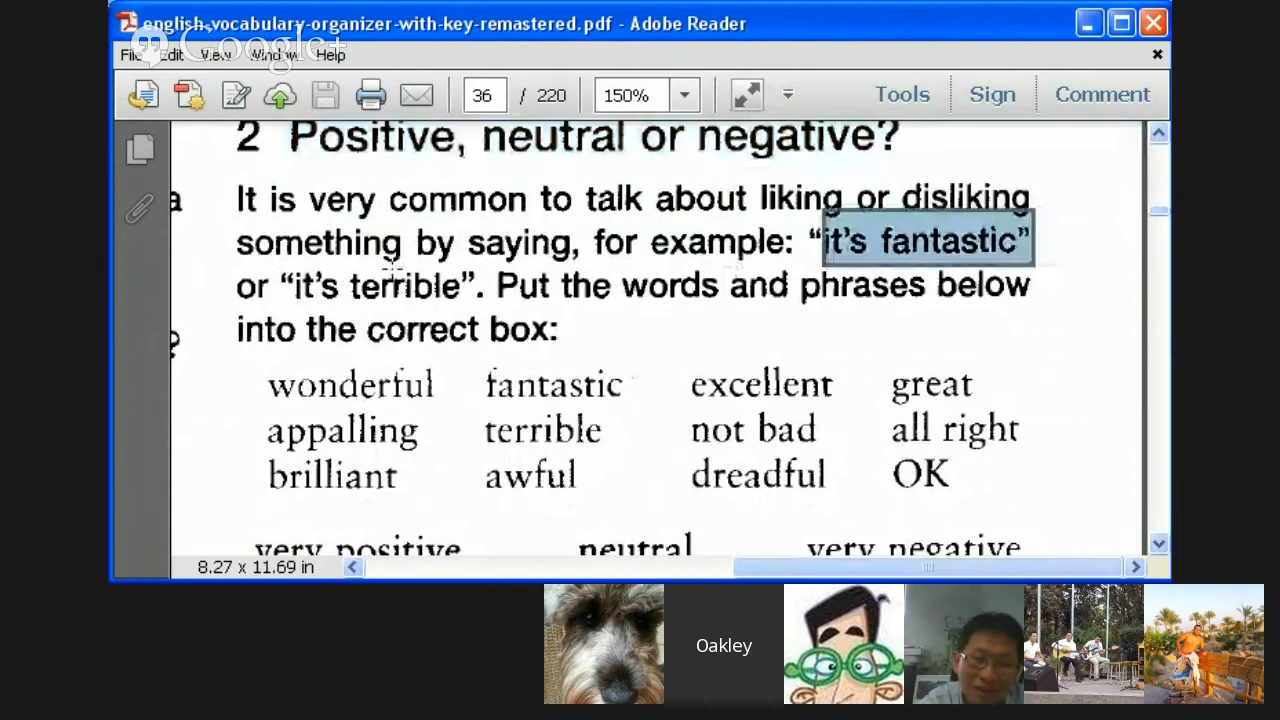 english-vocabulary-organizer-with-key-remastered.pdf - Adobe Reader
Google+
File Edit View Window Help
36 / 220 150% Tools Sign Comment
2 Positive, neutral or negative?
a It is very common to talk about liking or disliking
something by saying, for example: “it’s fantastic”
or “it’s terrible”. Put the words and phrases below
? into the correct box:
wonderful fantastic excellent great
appalling terrible not bad all right
brilliant awful dreadful OK
very positive neutral very negative
8.27 x 11.69 in
Oakley